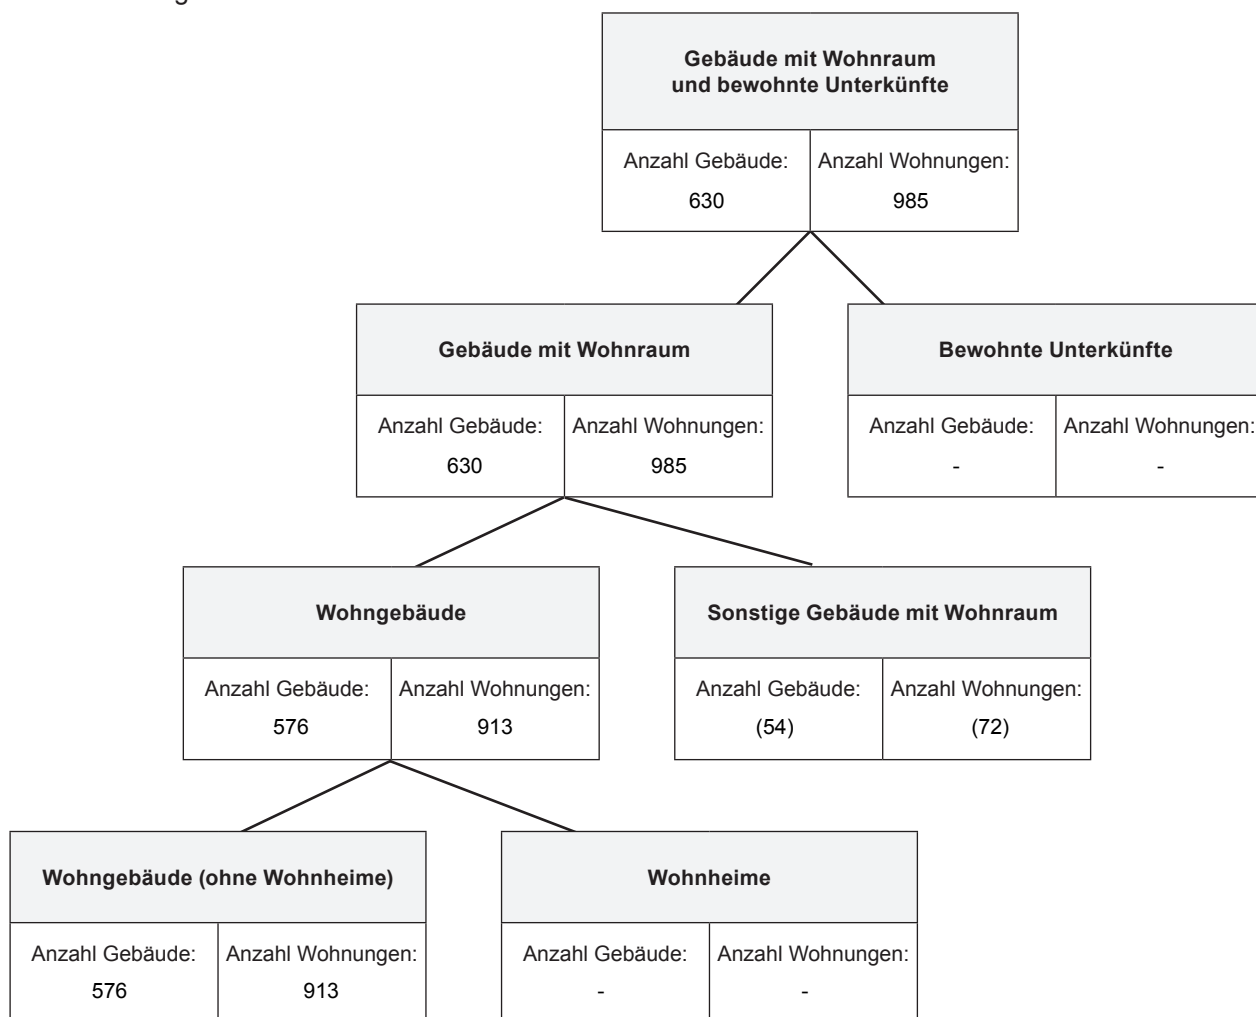 Gebäude mit Wohnraum
und bewohnte Unterkünfte
Anzahl Gebäude: Anzahl Wohnungen:
630 985
Gebäude mit Wohnraum
Anzahl Gebäude: Anzahl Wohnungen:
630 985
Bewohnte Unterkünfte
Anzahl Gebäude: Anzahl Wohnungen:
- -
Wohngebäude
Anzahl Gebäude: Anzahl Wohnungen:
576 913
Sonstige Gebäude mit Wohnraum
Anzahl Gebäude: Anzahl Wohnungen:
(54) (72)
Wohngebäude (ohne Wohnheime)
Anzahl Gebäude: Anzahl Wohnungen:
576 913
Wohnheime
Anzahl Gebäude: Anzahl Wohnungen:
- -